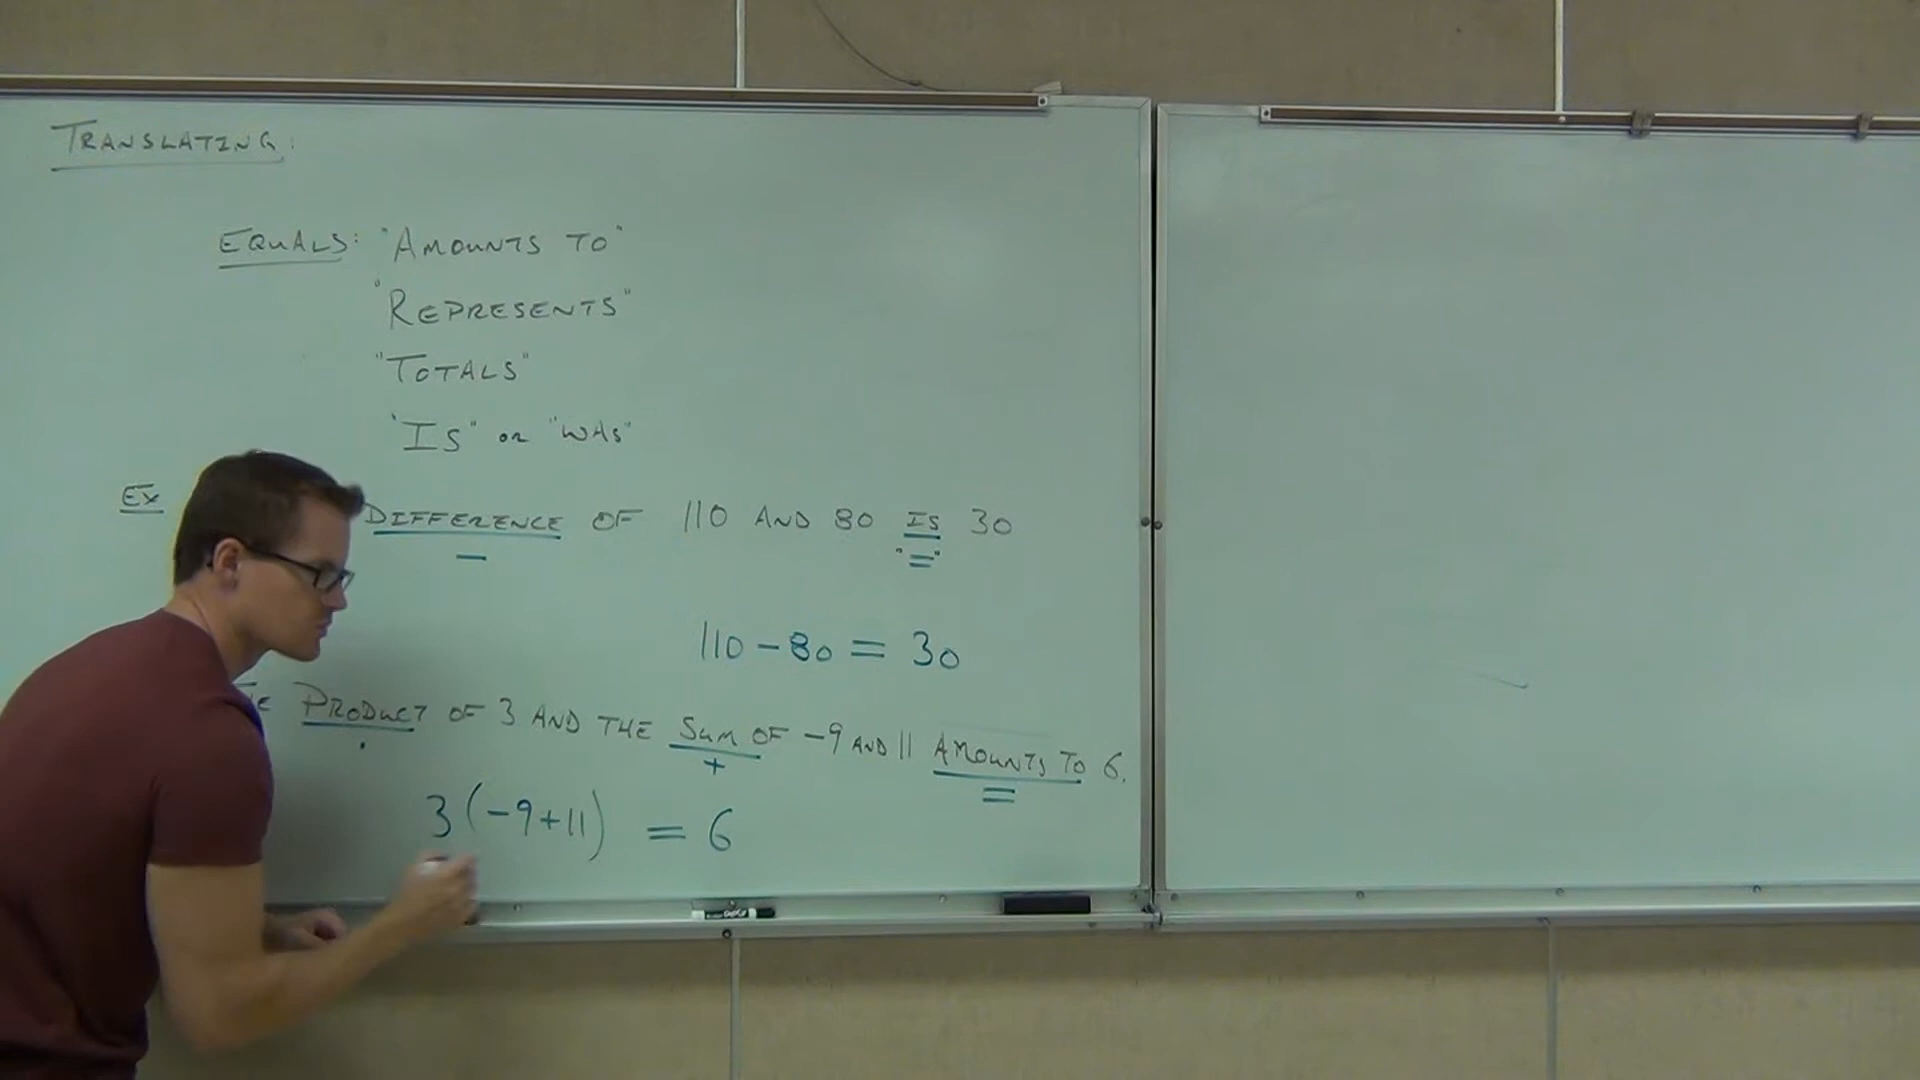 TRANSLATING:
EQUALS: "AMOUNTS TO"
"REPRESENTS"
"TOTALS"
"IS" OR "WAS"
EX DIFFERENCE OF 110 AND 80 IS 30
— "="
110 - 80 = 30
PRODUCT OF 3 AND THE SUM OF -9 AND 11 AMOUNTS TO 6.
· + =
3(-9+11) = 6